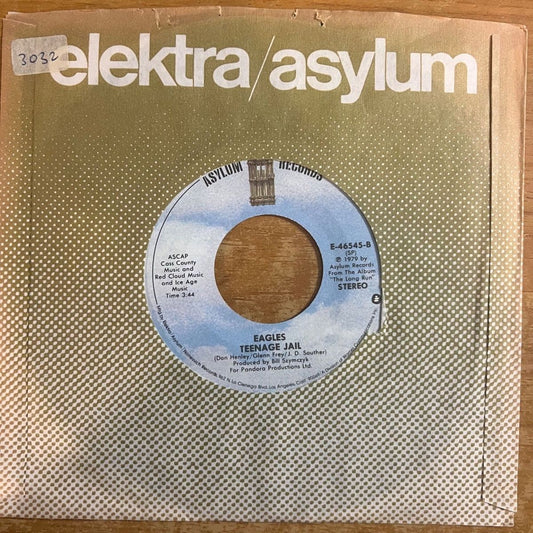 3032
elektra/asylum
ASYLUM RECORDS
ASCAP
Cass County
Music and
Red Cloud Music
and Ice Age
Music
Time 3:44
E-46545-B
(SP)
℗ 1979 by
Asylum Records
From The Album
"The Long Run"
STEREO
EAGLES
TEENAGE JAIL
(Don Henley/Glenn Frey/J. D. Souther)
Produced by Bill Szymczyk
For Pandora Productions Ltd.